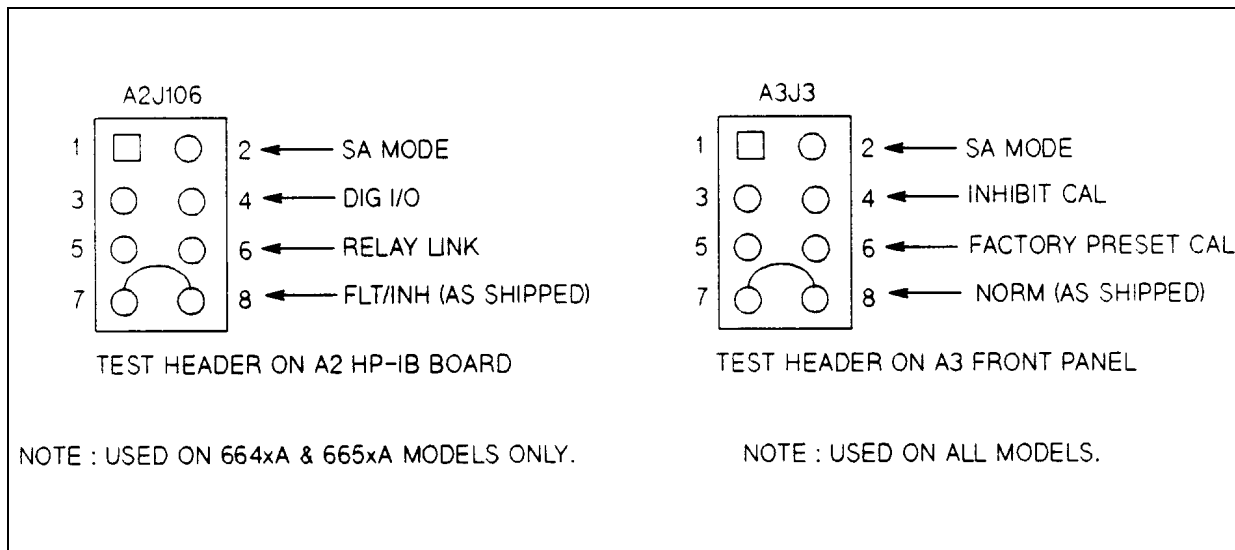 A2J106
1 2 SA MODE
3 4 DIG I/O
5 6 RELAY LINK
7 8 FLT/INH (AS SHIPPED)
TEST HEADER ON A2 HP-IB BOARD
NOTE : USED ON 664xA & 665xA MODELS ONLY.
A3J3
1 2 SA MODE
3 4 INHIBIT CAL
5 6 FACTORY PRESET CAL
7 8 NORM (AS SHIPPED)
TEST HEADER ON A3 FRONT PANEL
NOTE : USED ON ALL MODELS.